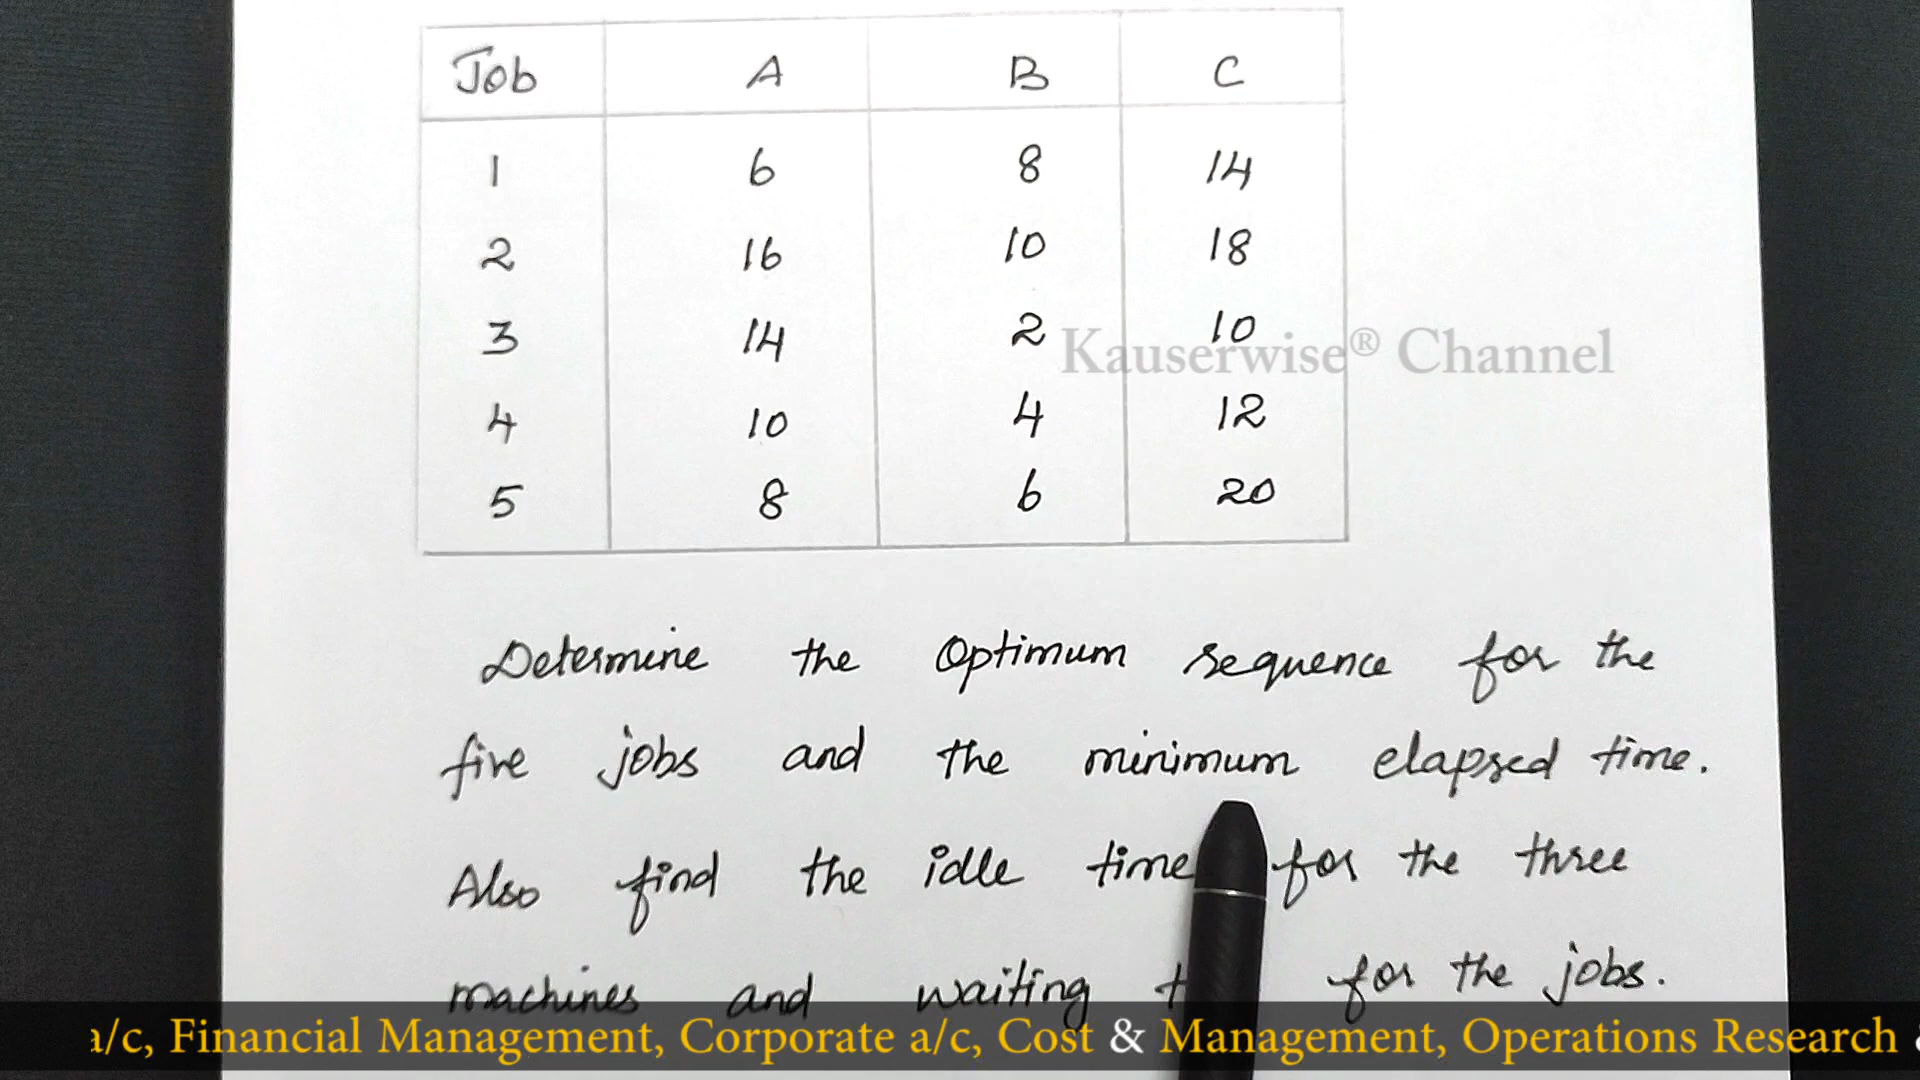 Job A B C
1 6 8 14
2 16 10 18
3 14 2 10
Kauserwise® Channel
4 10 4 12
5 8 6 20
Determine the Optimum sequence for the
five jobs and the minimum elapsed time.
Also find the idle time for the three
machines and waiting for the jobs.
a/c, Financial Management, Corporate a/c, Cost & Management, Operations Research